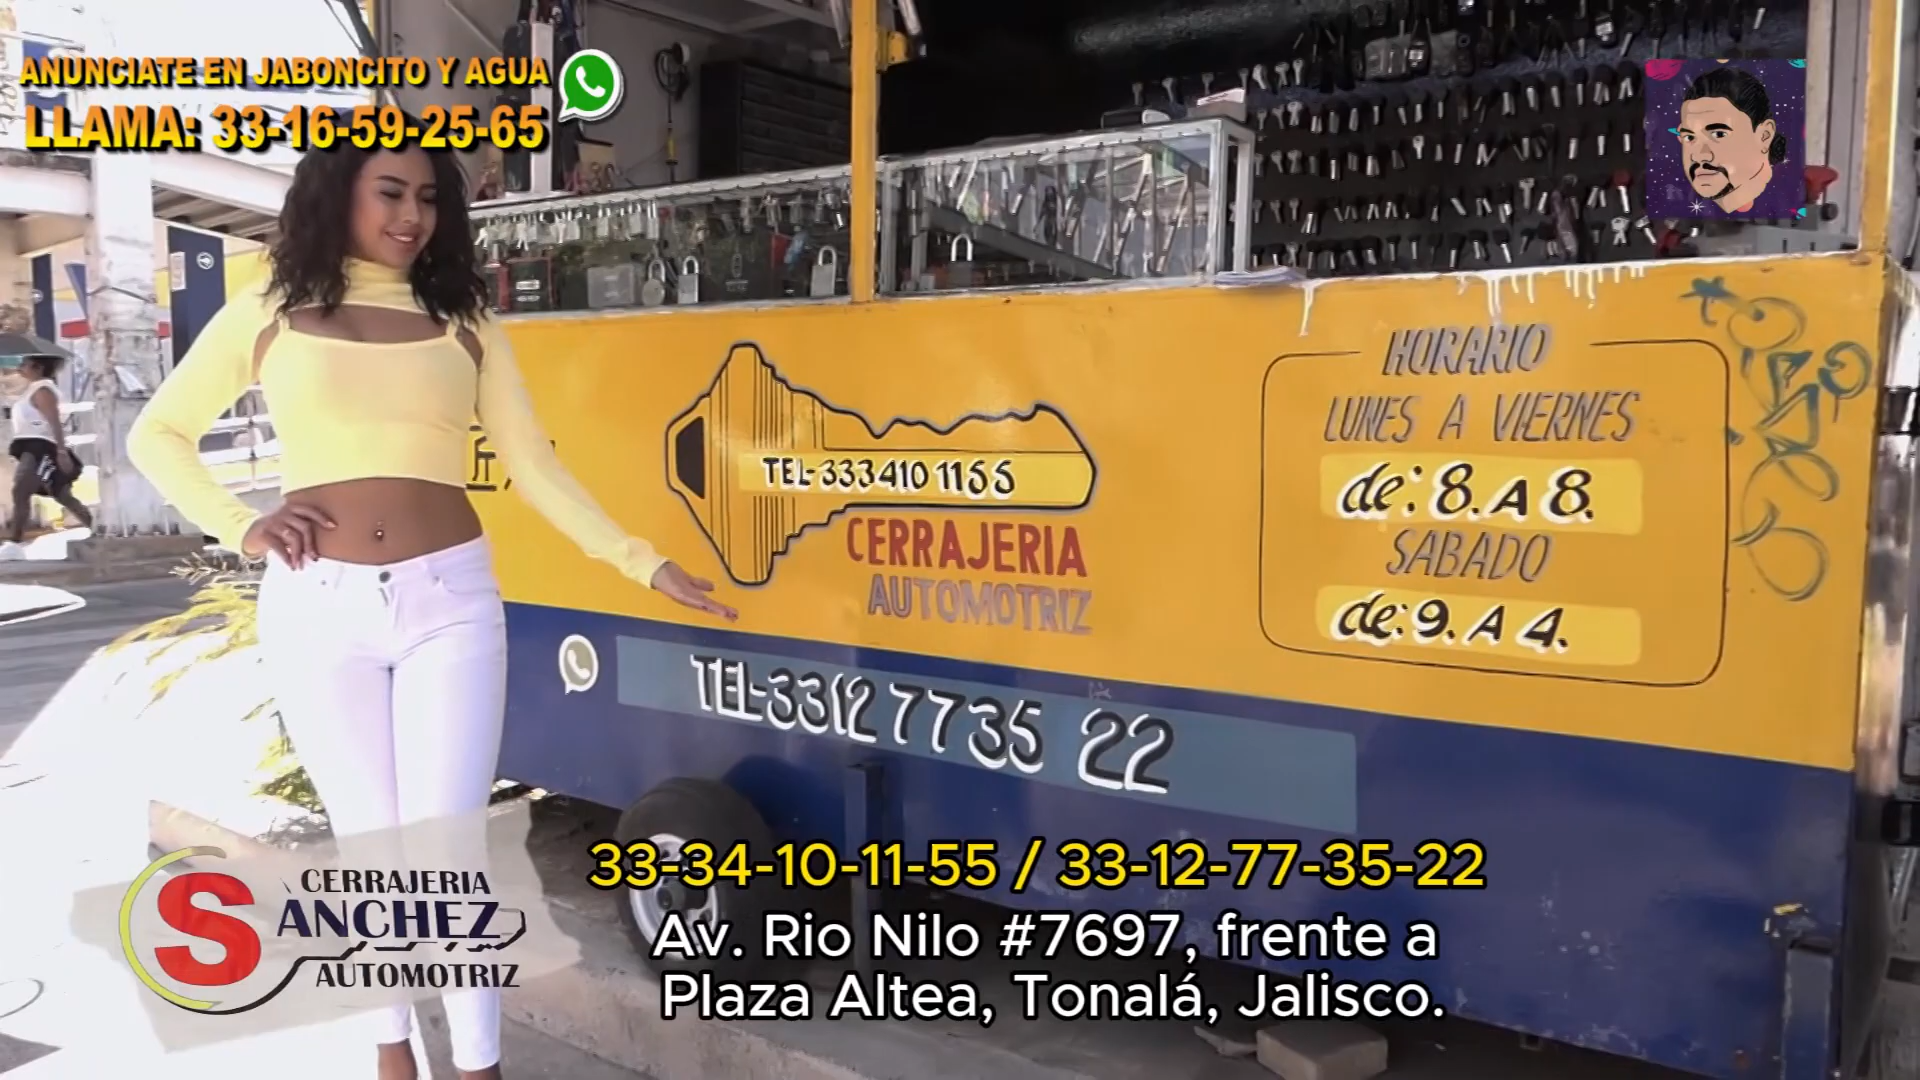 ANUNCIATE EN JABONCITO Y AGUA
LLAMA: 33-16-59-25-65
TEL-333410 1155
CERRAJERIA
AUTOMOTRIZ
HORARIO
LUNES A VIERNES
de: 8. A 8.
SABADO
de: 9. A 4.
TEL-3312 7735 22
33-34-10-11-55 / 33-12-77-35-22
Av. Rio Nilo #7697, frente a
Plaza Altea, Tonalá, Jalisco.
CERRAJERIA
SANCHEZ
AUTOMOTRIZ